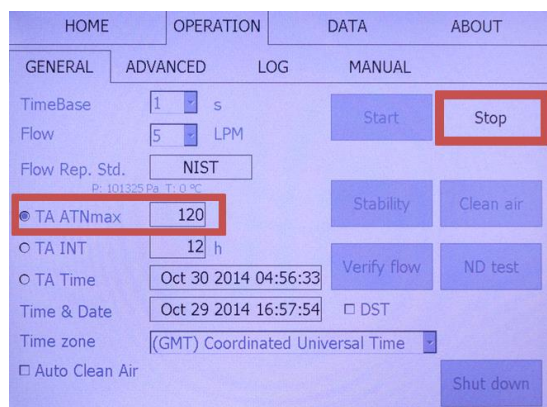 HOME OPERATION DATA ABOUT
GENERAL ADVANCED LOG MANUAL
TimeBase 1 s Start Stop
Flow 5 LPM
Flow Rep. Std. NIST
P: 101325 Pa T: 0 ºC
TA ATNmax 120 Stability Clean air
TA INT 12 h
TA Time Oct 30 2014 04:56:33 Verify flow ND test
Time & Date Oct 29 2014 16:57:54 DST
Time zone (GMT) Coordinated Universal Time
Auto Clean Air Shut down